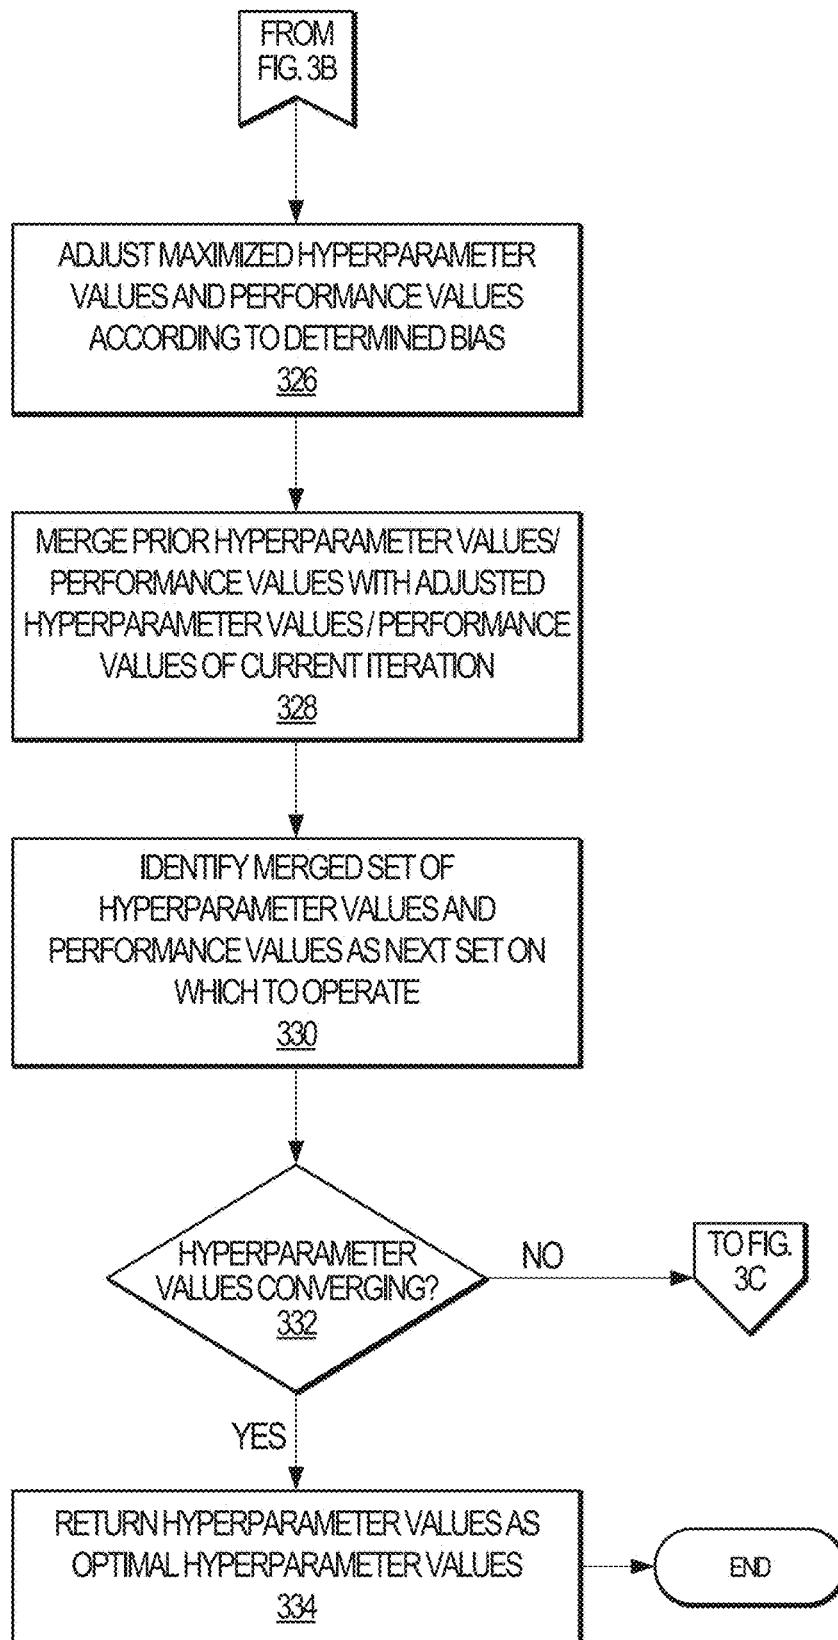 FROM
FIG. 3B
ADJUST MAXIMIZED HYPERPARAMETER
VALUES AND PERFORMANCE VALUES
ACCORDING TO DETERMINED BIAS
326
MERGE PRIOR HYPERPARAMETER VALUES/
PERFORMANCE VALUES WITH ADJUSTED
HYPERPARAMETER VALUES / PERFORMANCE
VALUES OF CURRENT ITERATION
328
IDENTIFY MERGED SET OF
HYPERPARAMETER VALUES AND
PERFORMANCE VALUES AS NEXT SET ON
WHICH TO OPERATE
330
HYPERPARAMETER
VALUES CONVERGING?
332
NO
TO FIG.
3C
YES
RETURN HYPERPARAMETER VALUES AS
OPTIMAL HYPERPARAMETER VALUES
334
END